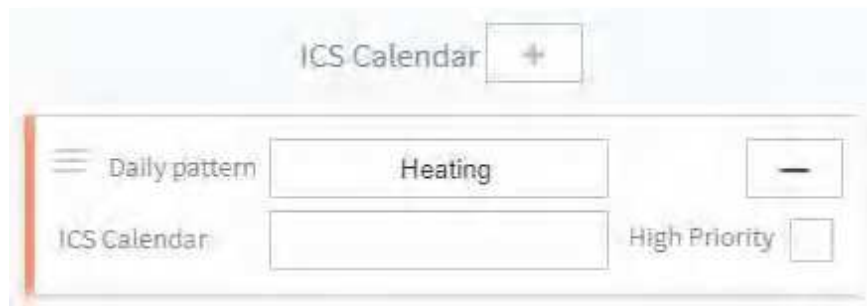 ICS Calendar +
Daily pattern Heating −
ICS Calendar
High Priority